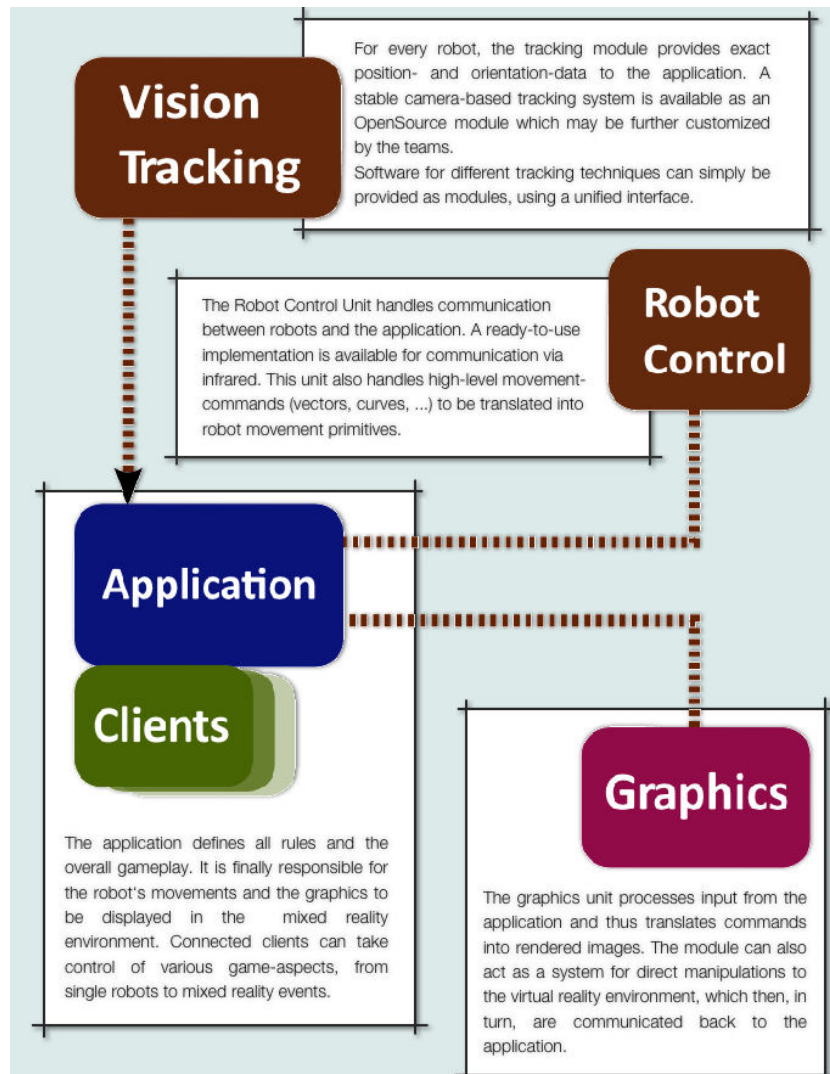 Vision
Tracking
For every robot, the tracking module provides exact
position- and orientation-data to the application. A
stable camera-based tracking system is available as an
OpenSource module which may be further customized
by the teams.
Software for different tracking techniques can simply be
provided as modules, using a unified interface.
The Robot Control Unit handles communication
between robots and the application. A ready-to-use
implementation is available for communication via
infrared. This unit also handles high-level movement-
commands (vectors, curves, ...) to be translated into
robot movement primitives.
Robot
Control
Application
Clients
The application defines all rules and the
overall gameplay. It is finally responsible for
the robot's movements and the graphics to
be displayed in the mixed reality
environment. Connected clients can take
control of various game-aspects, from
single robots to mixed reality events.
Graphics
The graphics unit processes input from the
application and thus translates commands
into rendered images. The module can also
act as a system for direct manipulations to
the virtual reality environment, which then, in
turn, are communicated back to the
application.